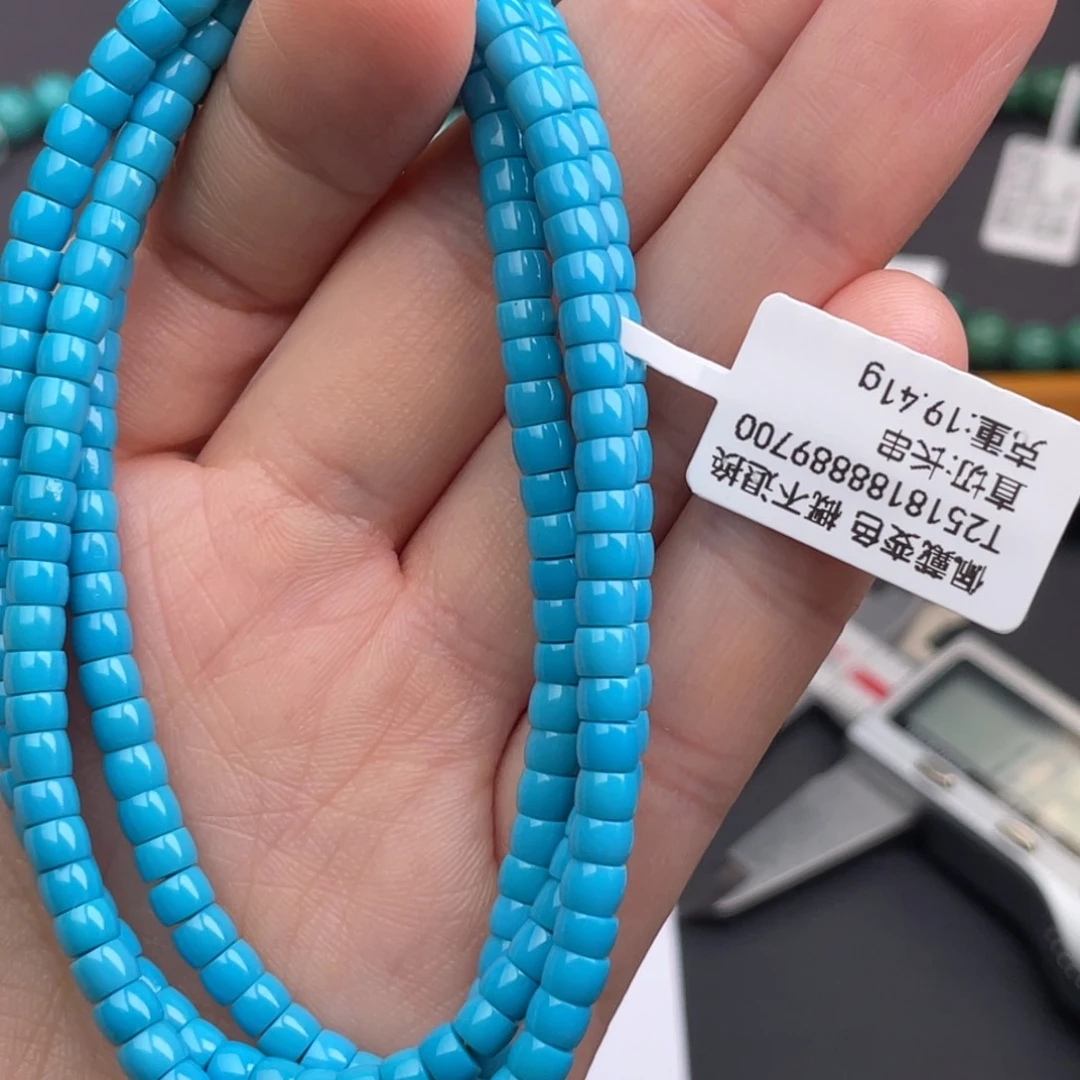 佩戴变色 概不退换
T2518188889700
直切:长串
克重:19.41g